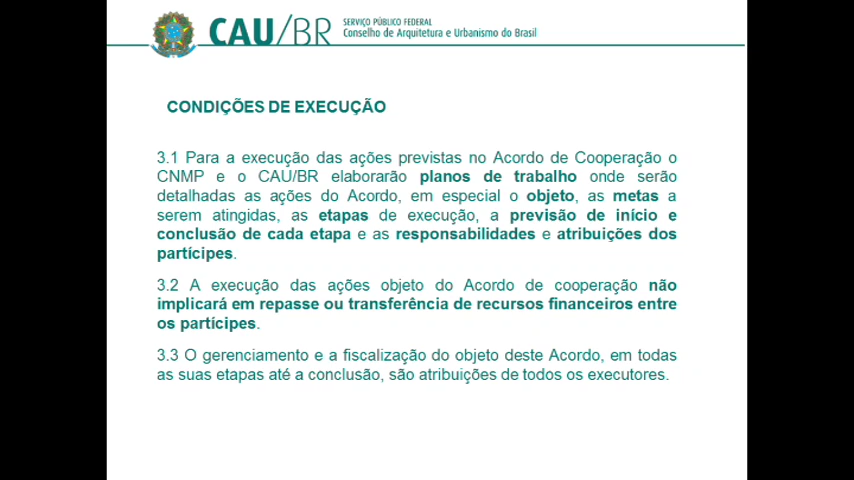 CAU/BR
SERVIÇO PÚBLICO FEDERAL
Conselho de Arquitetura e Urbanismo do Brasil
CONDIÇÕES DE EXECUÇÃO
3.1 Para a execução das ações previstas no Acordo de Cooperação o
CNMP e o CAU/BR elaborarão planos de trabalho onde serão
detalhadas as ações do Acordo, em especial o objeto, as metas a
serem atingidas, as etapas de execução, a previsão de início e
conclusão de cada etapa e as responsabilidades e atribuições dos
partícipes.
3.2 A execução das ações objeto do Acordo de cooperação não
implicará em repasse ou transferência de recursos financeiros entre
os partícipes.
3.3 O gerenciamento e a fiscalização do objeto deste Acordo, em todas
as suas etapas até a conclusão, são atribuições de todos os executores.